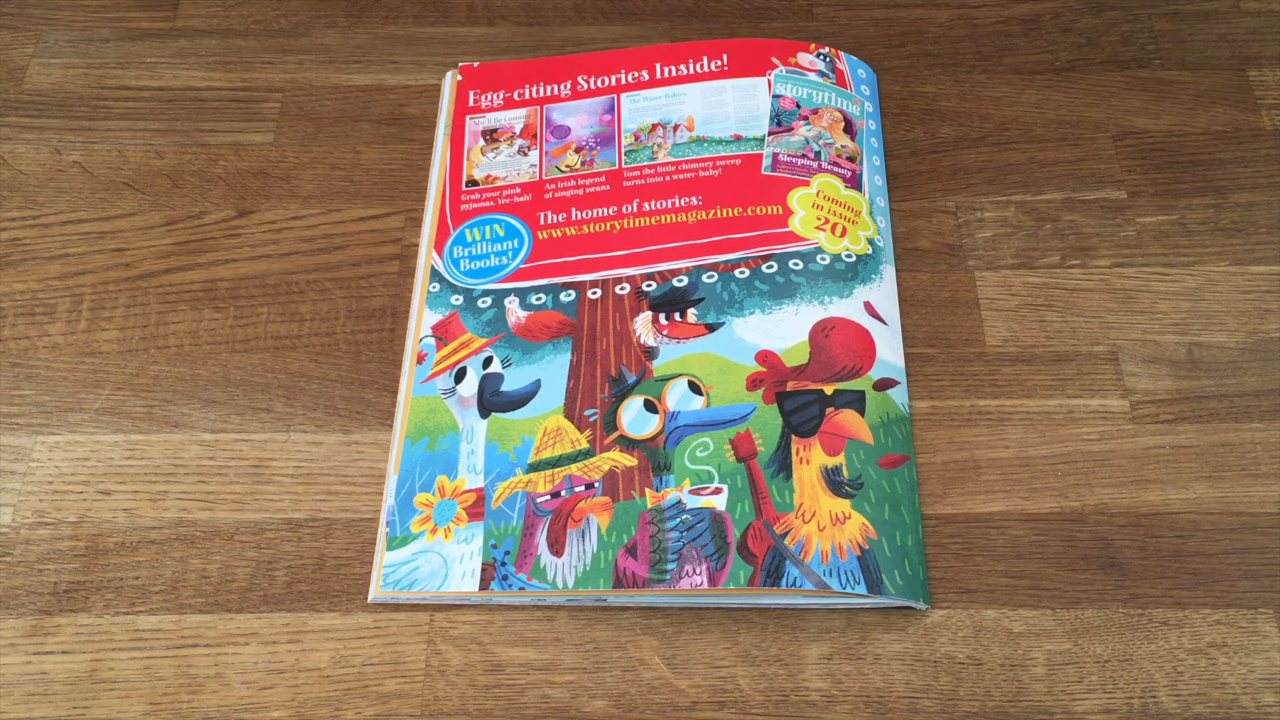 Egg-citing Stories Inside!
She'll Be Coming
The Water Babies
storytime
Sleeping Beauty
Grab your pink
pyjamas. Yee-hah!
An Irish legend
of singing swans
Tom the little chimney sweep
turns into a water-baby!
Coming
in issue
20
The home of stories:
www.storytimemagazine.com
WIN
Brilliant
Books!